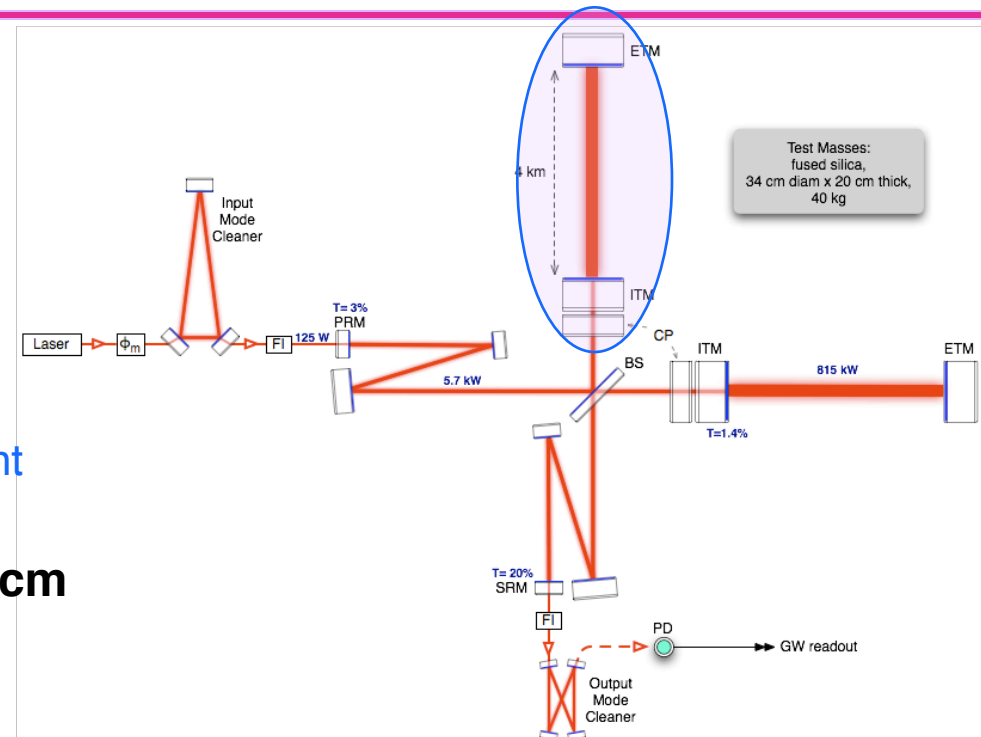 ETM
4 km
Test Masses:
fused silica,
34 cm diam x 20 cm thick,
40 kg
Input
Mode
Cleaner
ITM
T= 3%
PRM
CP
Laser
Φm
FI
125 W
BS
ITM
ETM
5.7 kW
815 kW
T=1.4%
nt
cm
T= 20%
SRM
FI
PD
GW readout
Output
Mode
Cleaner